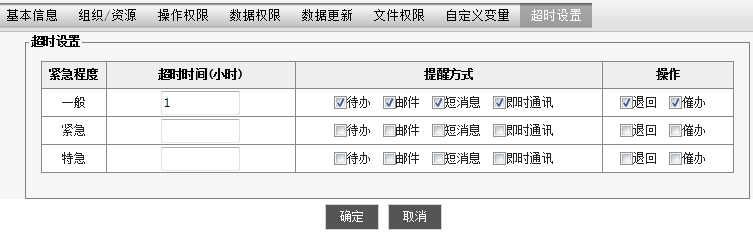 基本信息 组织/资源 操作权限 数据权限 数据更新 文件权限 自定义变量 超时设置
超时设置
紧急程度 超时时间(小时) 提醒方式 操作
一般 1 待办 邮件 短消息 即时通讯 退回 催办
紧急 待办 邮件 短消息 即时通讯 退回 催办
特急 待办 邮件 短消息 即时通讯 退回 催办
确定 取消